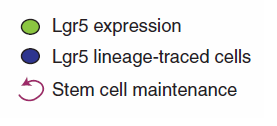 Lgr5 expression
Lgr5 lineage-traced cells
Stem cell maintenance